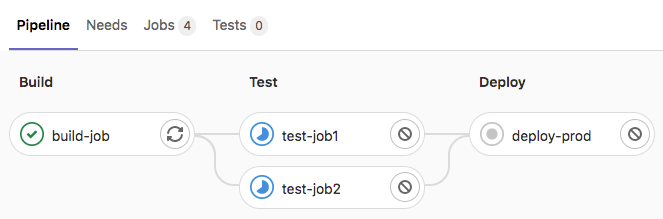 Pipeline Needs Jobs 4 Tests 0
Build Test Deploy
build-job test-job1 deploy-prod
test-job2